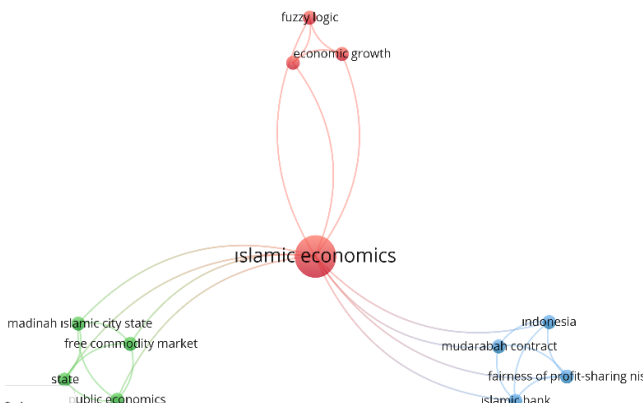 fuzzy logic
economic growth
ıslamic economics
ındonesia
madinah ıslamic city state
free commodity market
mudarabah contract
state
fairness of profit-sharing nis
public economics
ıslamic bank